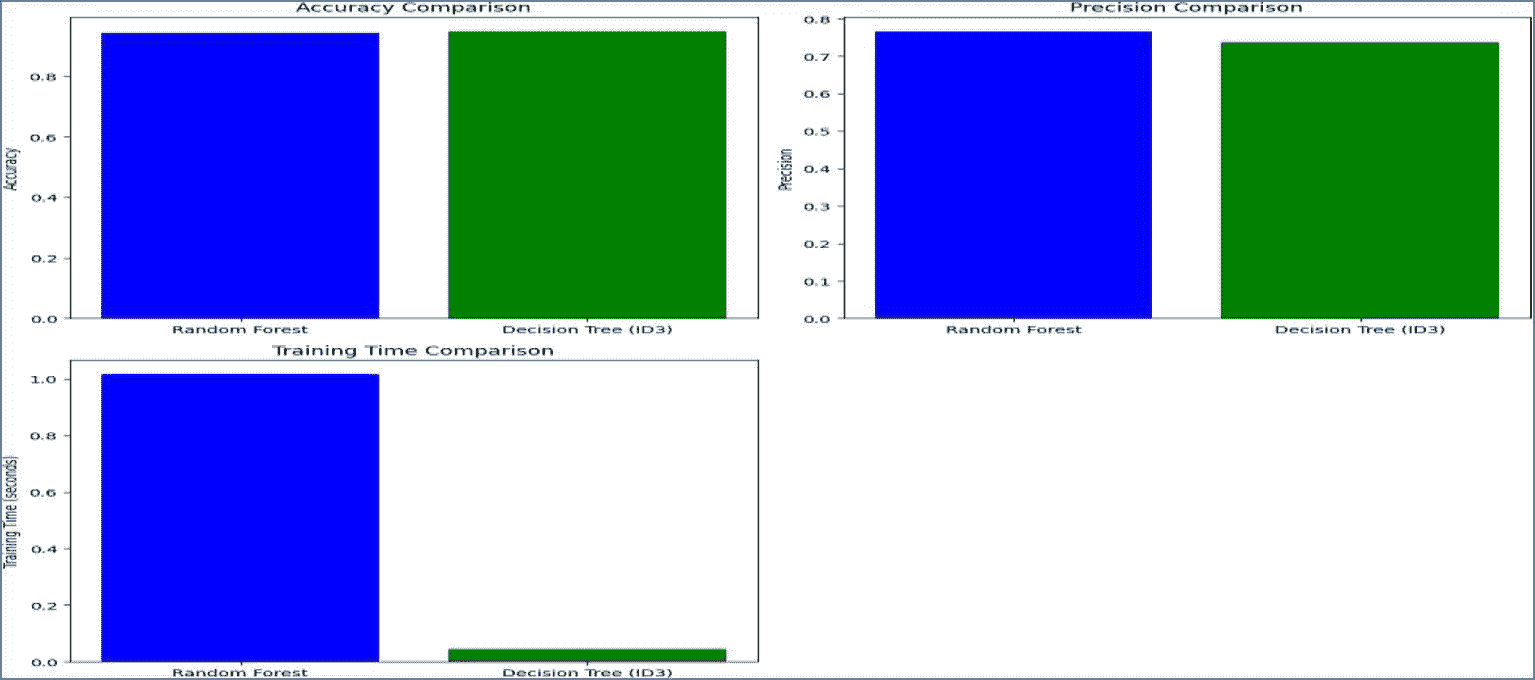 Accuracy Comparison
Accuracy
0.8
0.6
0.4
0.2
0.0
Random Forest
Decision Tree (ID3)
Precision Comparison
Precision
0.8
0.7
0.6
0.5
0.4
0.3
0.2
0.1
0.0
Random Forest
Decision Tree (ID3)
Training Time Comparison
Training Time (seconds)
1.0
0.8
0.6
0.4
0.2
0.0
Random Forest
Decision Tree (ID3)